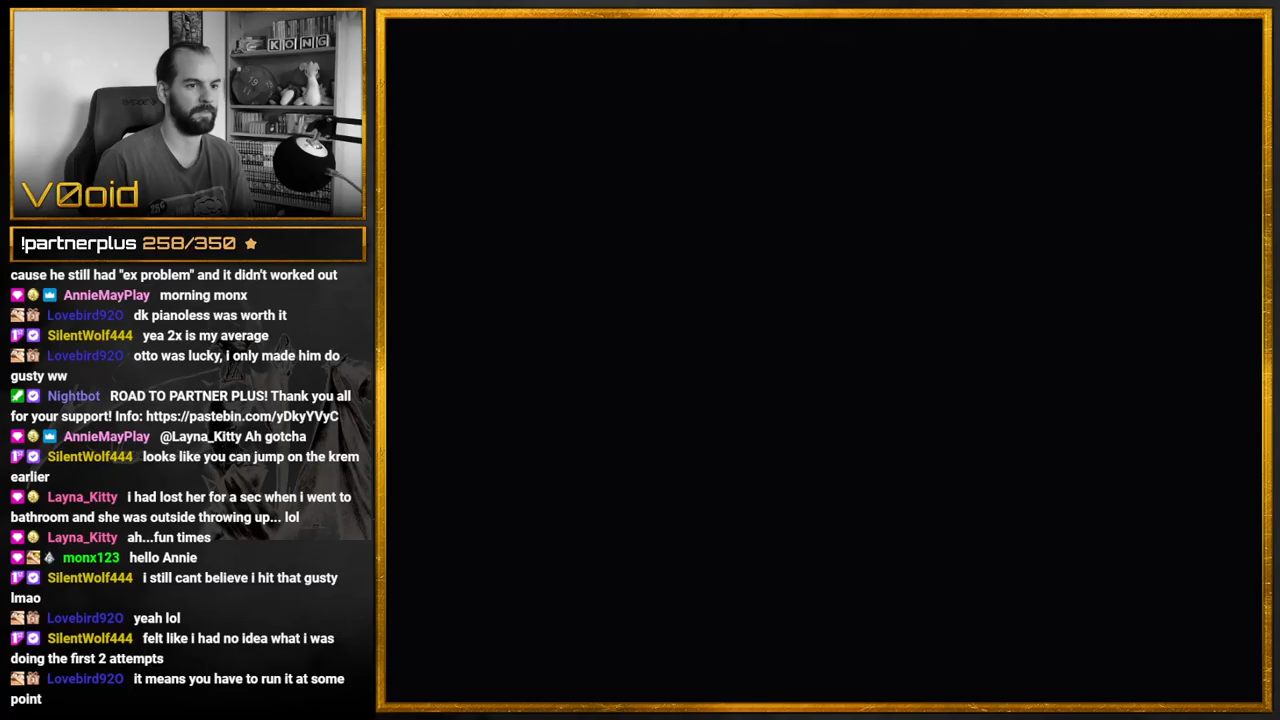 KONG
19
V0oid
!partnerplus 258/350
cause he still had "ex problem" and it didn't worked out
AnnieMayPlay morning monx
Lovebird92O dk pianoless was worth it
SilentWolf444 yea 2x is my average
Lovebird92O otto was lucky, i only made him do
gusty ww
Nightbot ROAD TO PARTNER PLUS! Thank you all
for your support! Info: https://pastebin.com/yDkyYVyC
AnnieMayPlay @Layna_Kitty Ah gotcha
SilentWolf444 looks like you can jump on the krem
earlier
Layna_Kitty i had lost her for a sec when i went to
bathroom and she was outside throwing up... lol
Layna_Kitty ah...fun times
monx123 hello Annie
SilentWolf444 i still cant believe i hit that gusty
lmao
Lovebird92O yeah lol
SilentWolf444 felt like i had no idea what i was
doing the first 2 attempts
Lovebird92O it means you have to run it at some
point